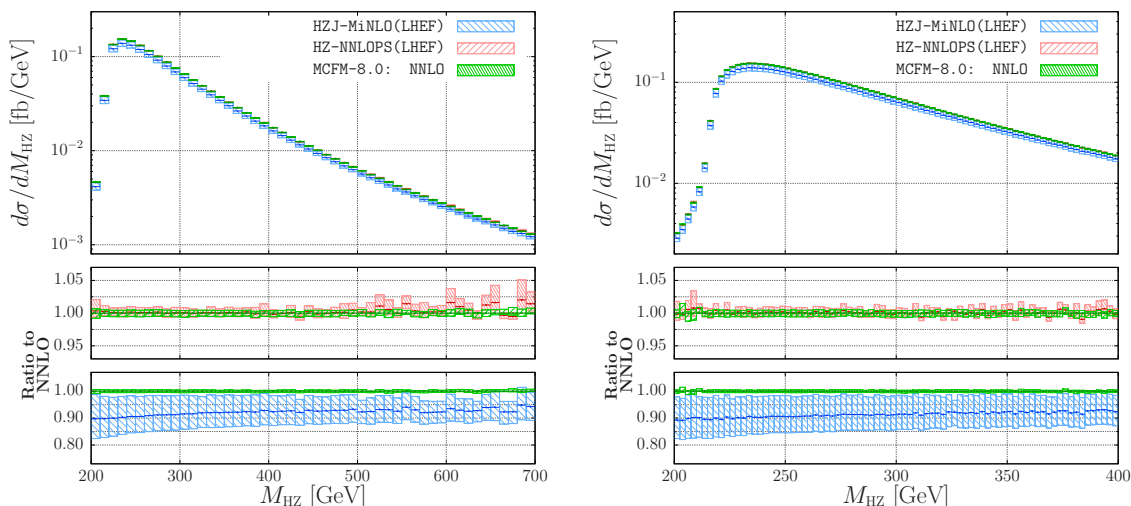 HZJ-MiNLO(LHEF)
HZ-NNLOPS(LHEF)
MCFM-8.0: NNLO
dσ/dM_HZ [fb/GeV]
10⁻¹
10⁻²
10⁻³
1.05
1.00
0.95
Ratio to
NNLO
1.00
0.90
0.80
200 300 400 500 600 700
M_HZ [GeV]
HZJ-MiNLO(LHEF)
HZ-NNLOPS(LHEF)
MCFM-8.0: NNLO
dσ/dM_HZ [fb/GeV]
10⁻¹
10⁻²
1.05
1.00
0.95
Ratio to
NNLO
1.00
0.90
0.80
200 250 300 350 400
M_HZ [GeV]